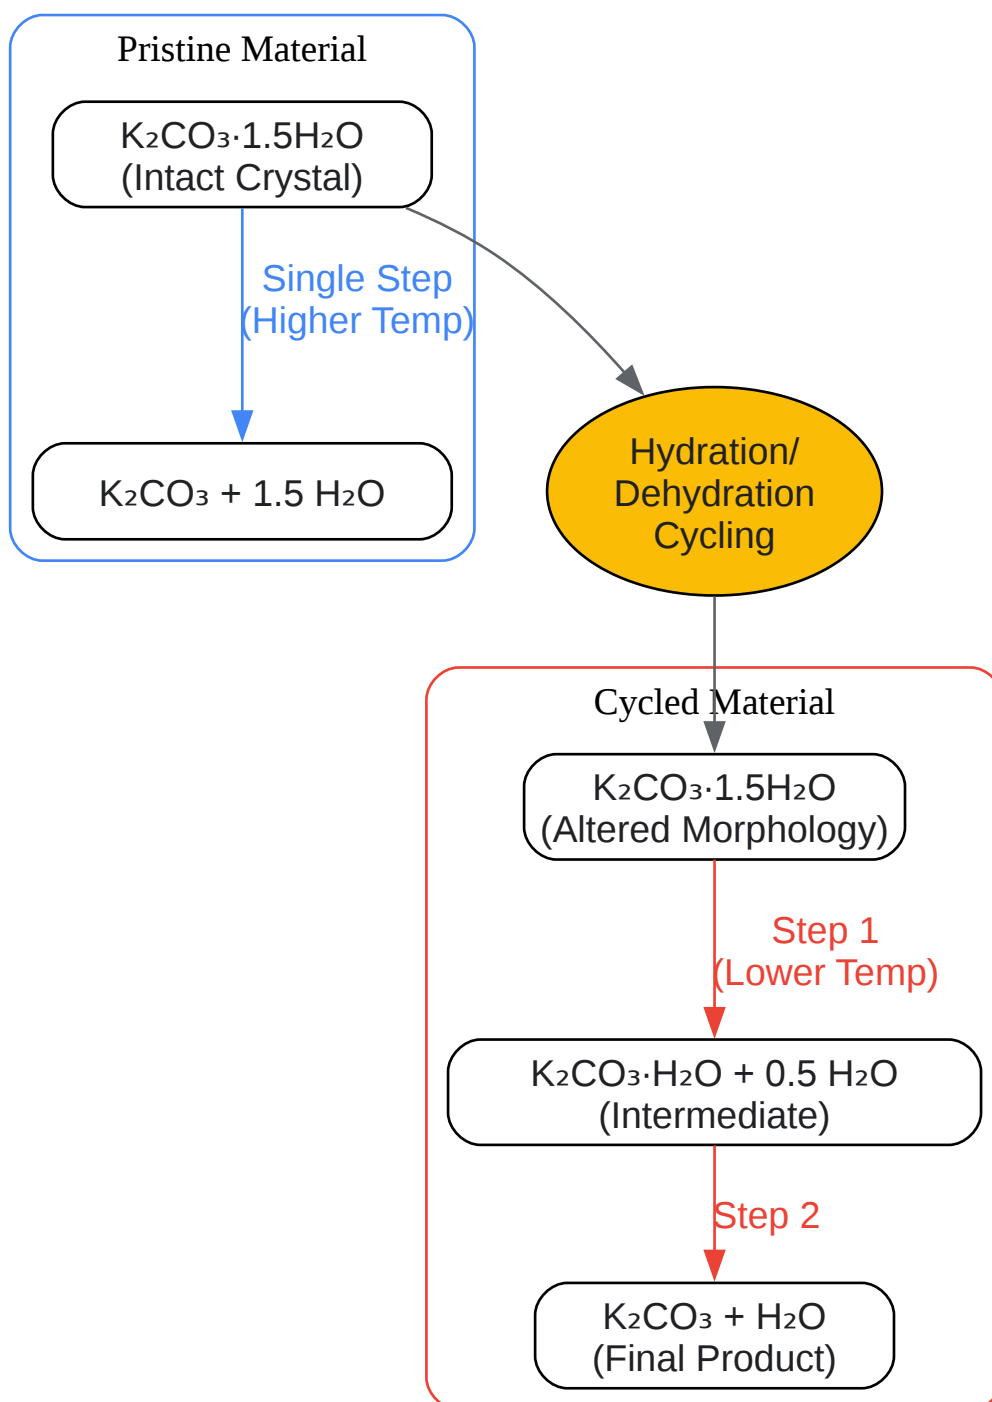 Pristine Material
K₂CO₃·1.5H₂O
(Intact Crystal)
Single Step
(Higher Temp)
K₂CO₃ + 1.5 H₂O
Hydration/
Dehydration
Cycling
Cycled Material
K₂CO₃·1.5H₂O
(Altered Morphology)
Step 1
(Lower Temp)
K₂CO₃·H₂O + 0.5 H₂O
(Intermediate)
Step 2
K₂CO₃ + H₂O
(Final Product)